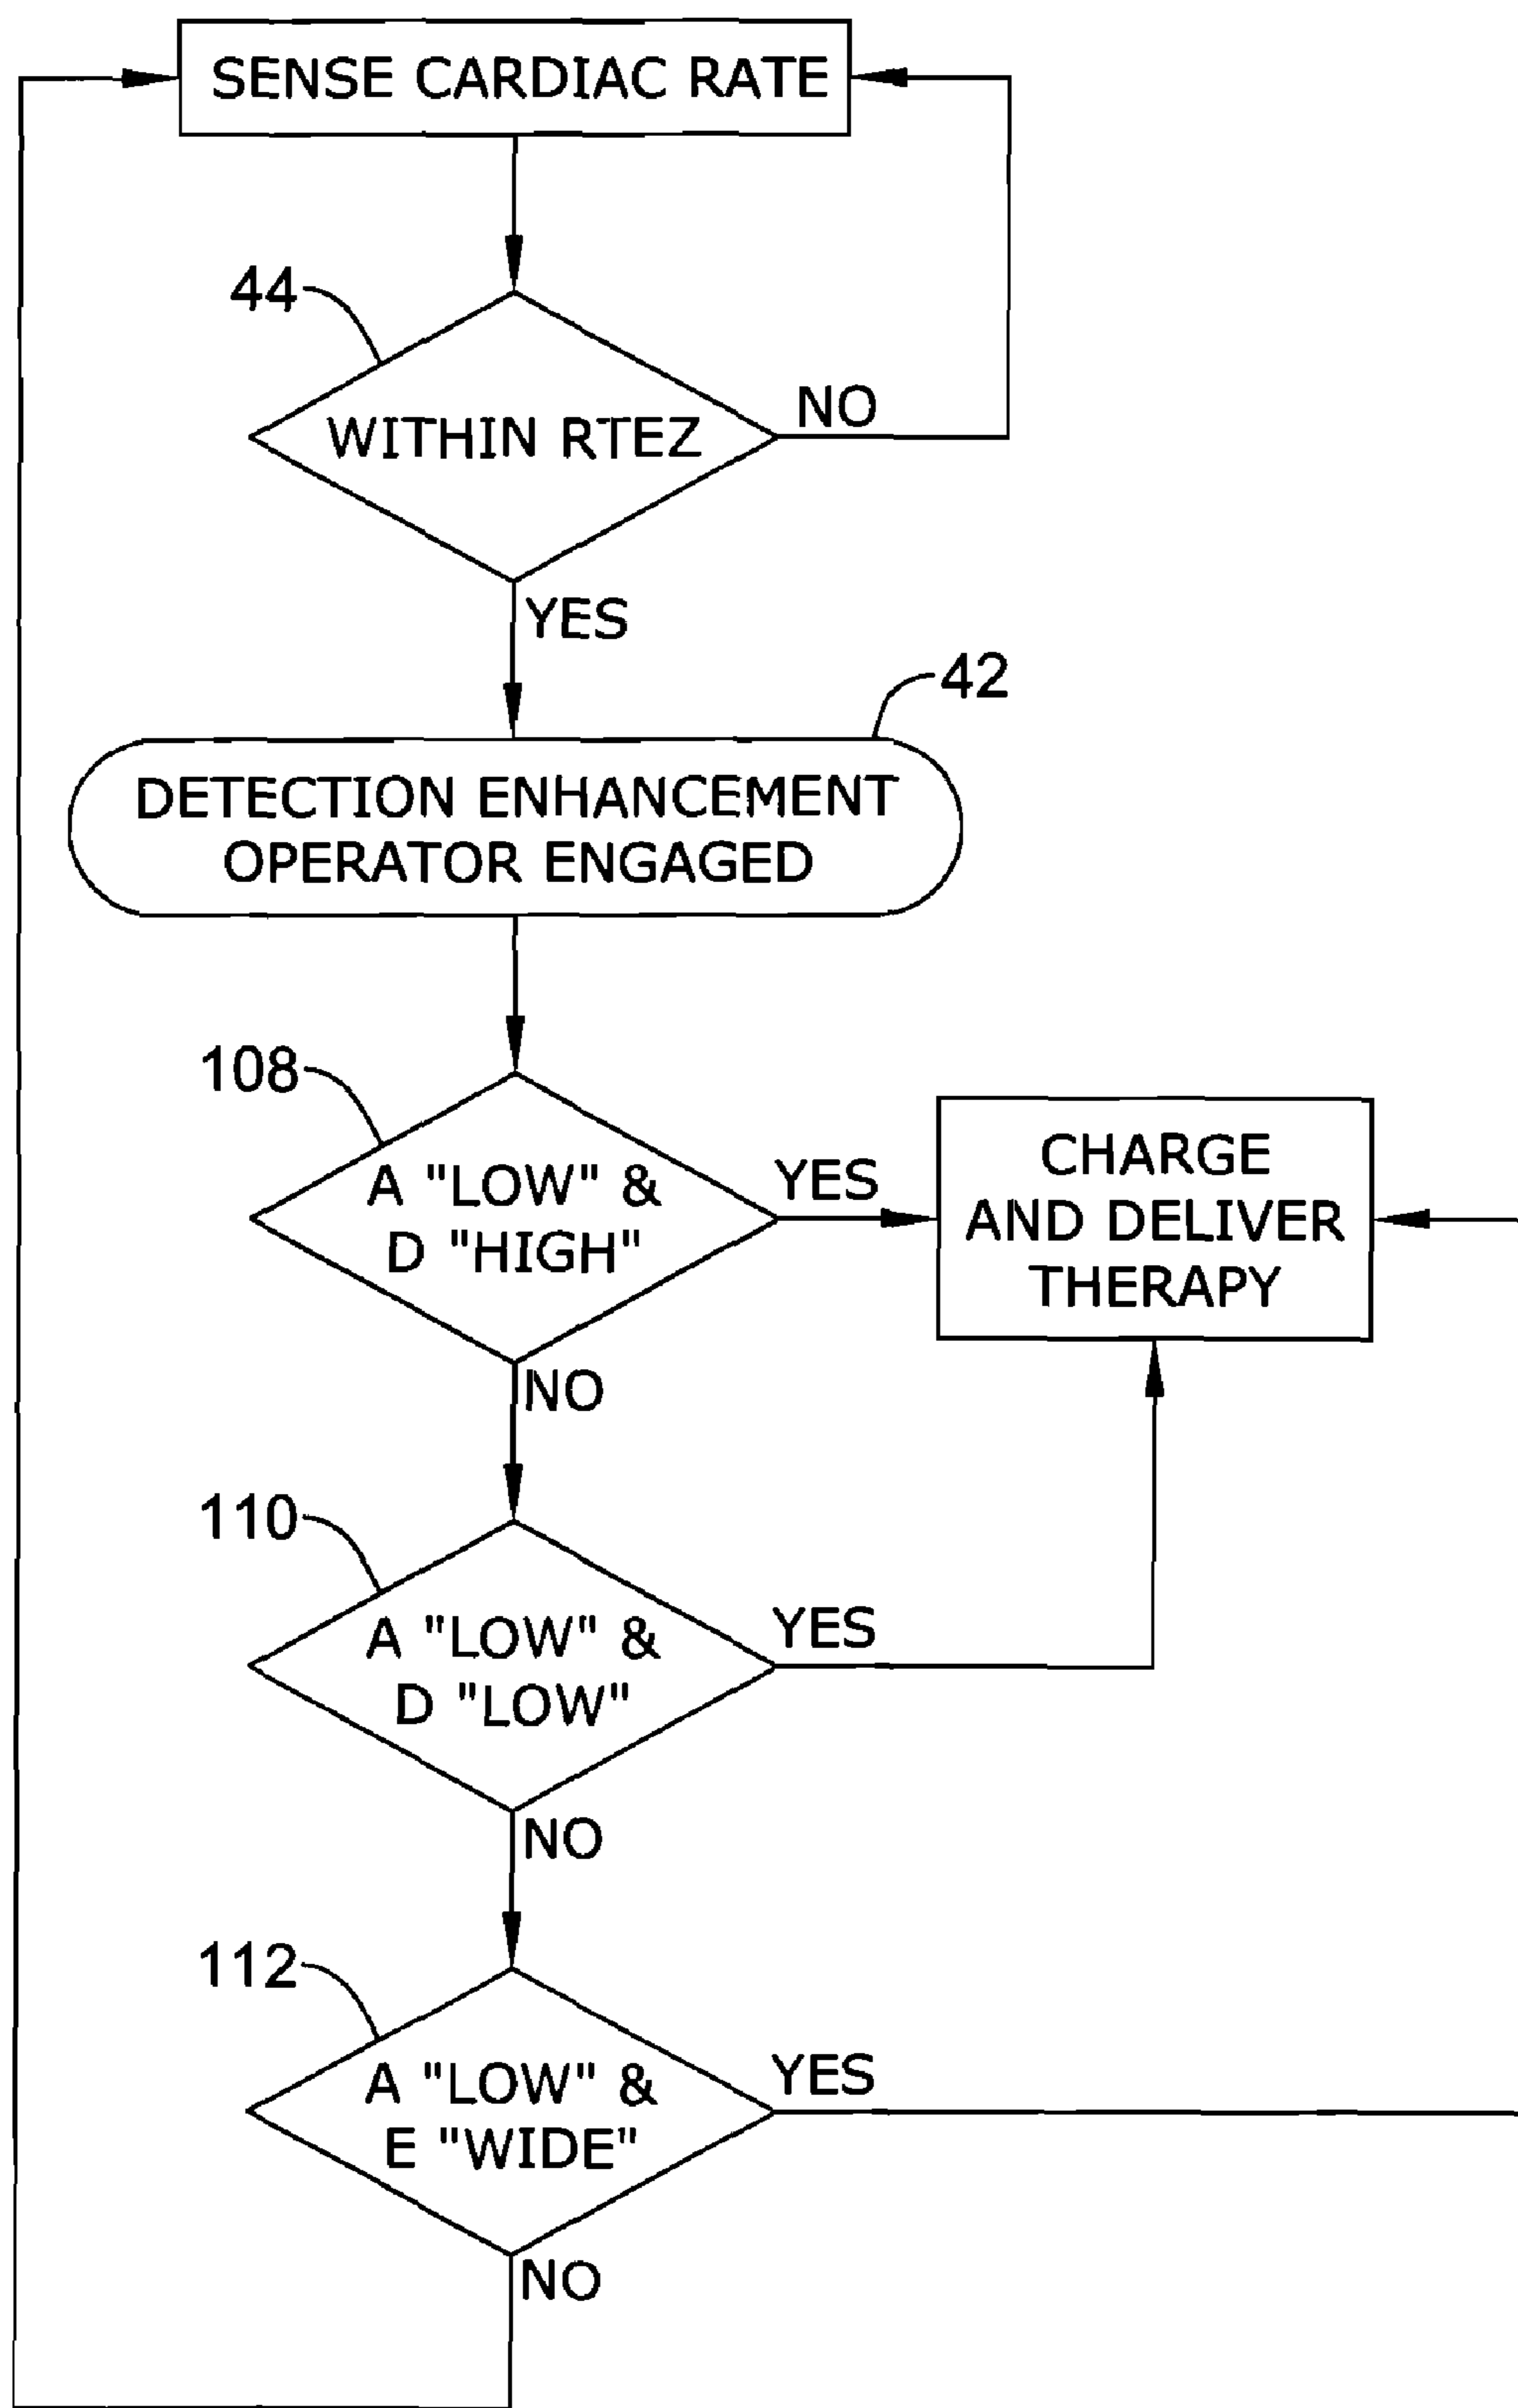 SENSE CARDIAC RATE
44
WITHIN RTEZ
NO
YES
42
DETECTION ENHANCEMENT
OPERATOR ENGAGED
108
A "LOW" &
D "HIGH"
YES
CHARGE
AND DELIVER
THERAPY
NO
110
A "LOW" &
D "LOW"
YES
NO
112
A "LOW" &
E "WIDE"
YES
NO